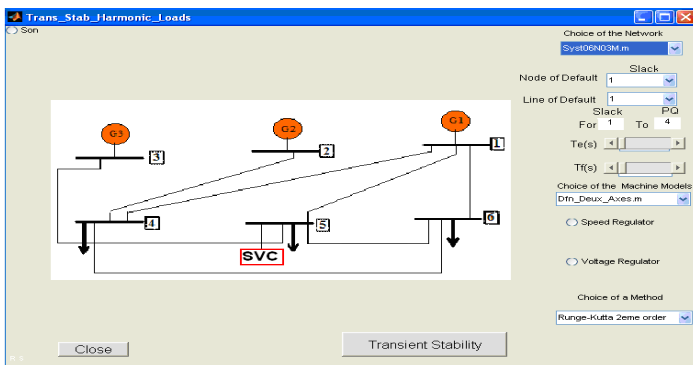 Trans_Stab_Harmonic_Loads
Son
Choice of the Network
Syst06N03M.m
Slack
Node of Default 1
Line of Default 1
Slack PQ
For 1 To 4
Te(s)
Tf(s)
Choice of the Machine Models
Dfn_Deux_Axes.m
Speed Regulator
Voltage Regulator
Choice of a Method
Runge-Kutta 2eme order
G3
G2
G1
3
2
1
4
5
6
SVC
Close
Transient Stability